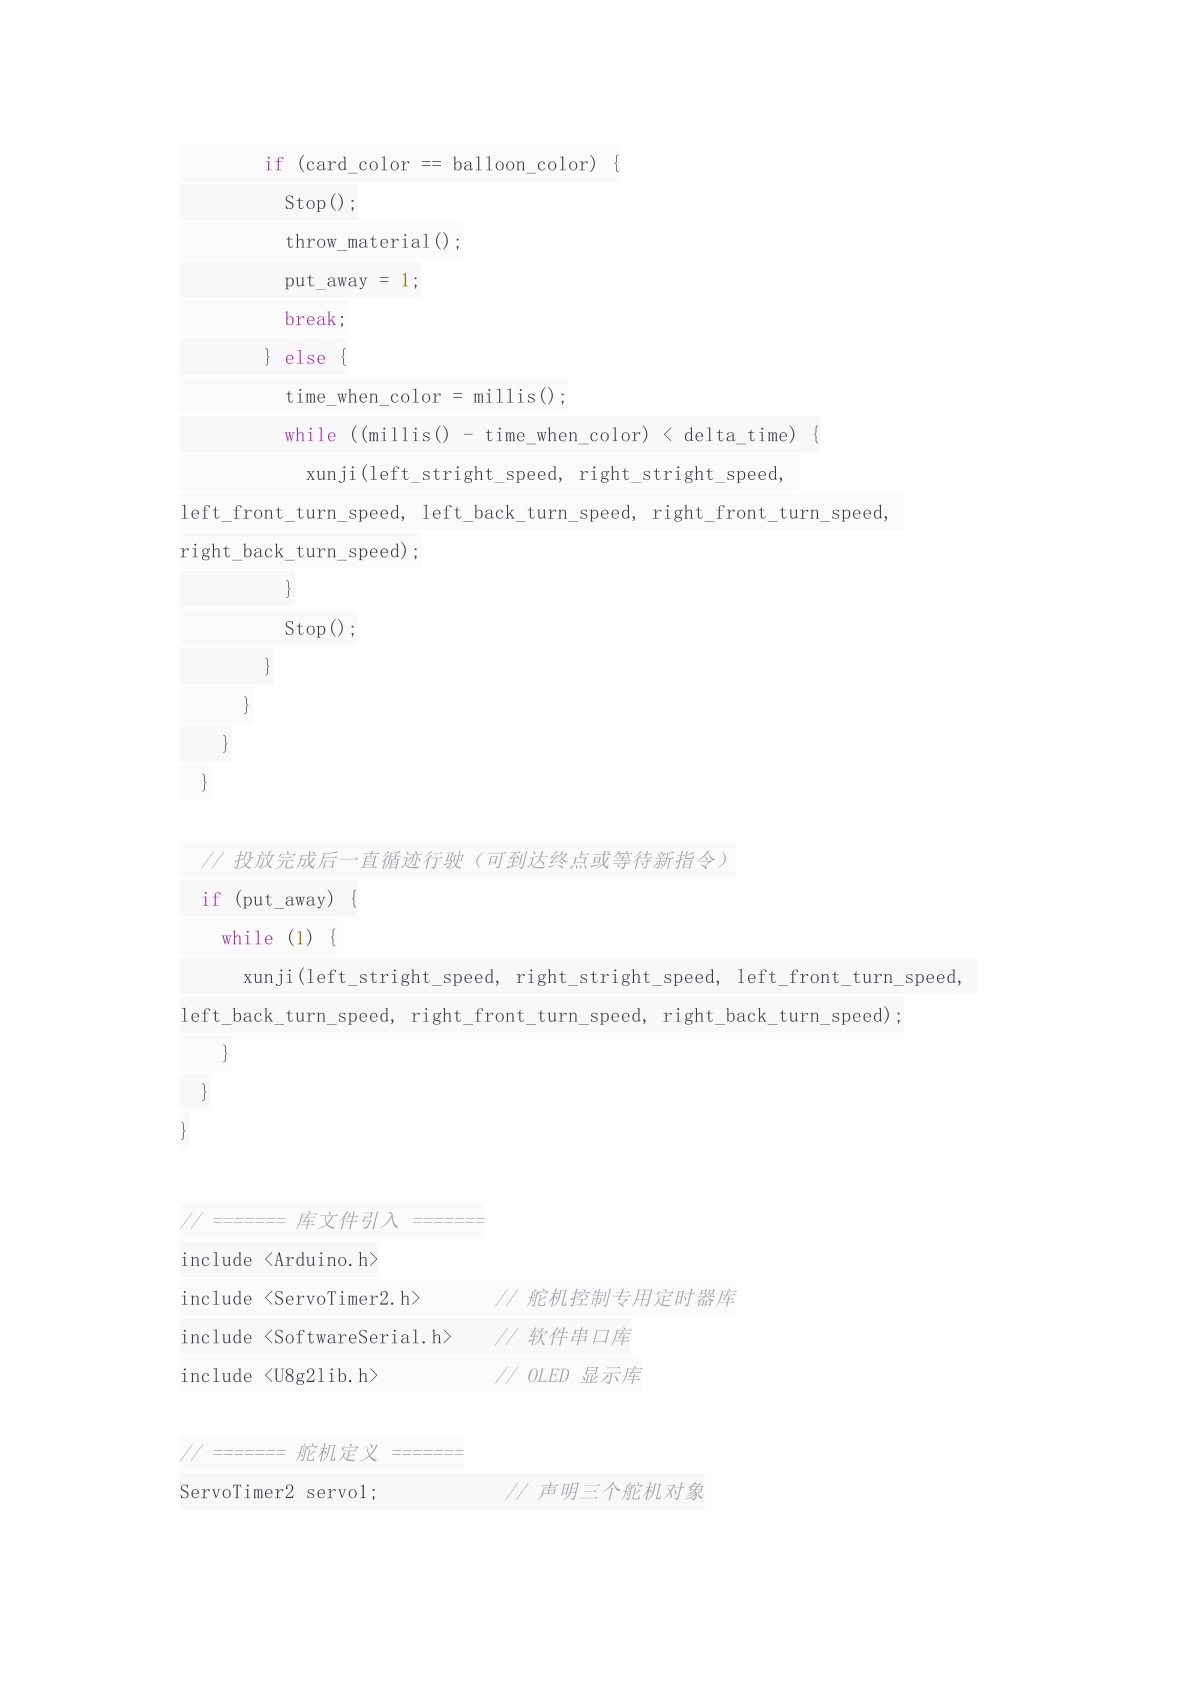 if (card_color == balloon_color) {
Stop();
throw_material();
put_away = 1;
break;
} else {
time_when_color = millis();
while ((millis() - time_when_color) < delta_time) {
xunji(left_stright_speed, right_stright_speed,
left_front_turn_speed, left_back_turn_speed, right_front_turn_speed,
right_back_turn_speed);
}
Stop();
}
}
}
}
// 投放完成后一直循迹行驶（可到达终点或等待新指令）
if (put_away) {
while (1) {
xunji(left_stright_speed, right_stright_speed, left_front_turn_speed,
left_back_turn_speed, right_front_turn_speed, right_back_turn_speed);
}
}
}
// ======= 库文件引入 =======
include <Arduino.h>
include <ServoTimer2.h> // 舵机控制专用定时器库
include <SoftwareSerial.h> // 软件串口库
include <U8g2lib.h> // OLED 显示库
// ======= 舵机定义 =======
ServoTimer2 servo1; // 声明三个舵机对象